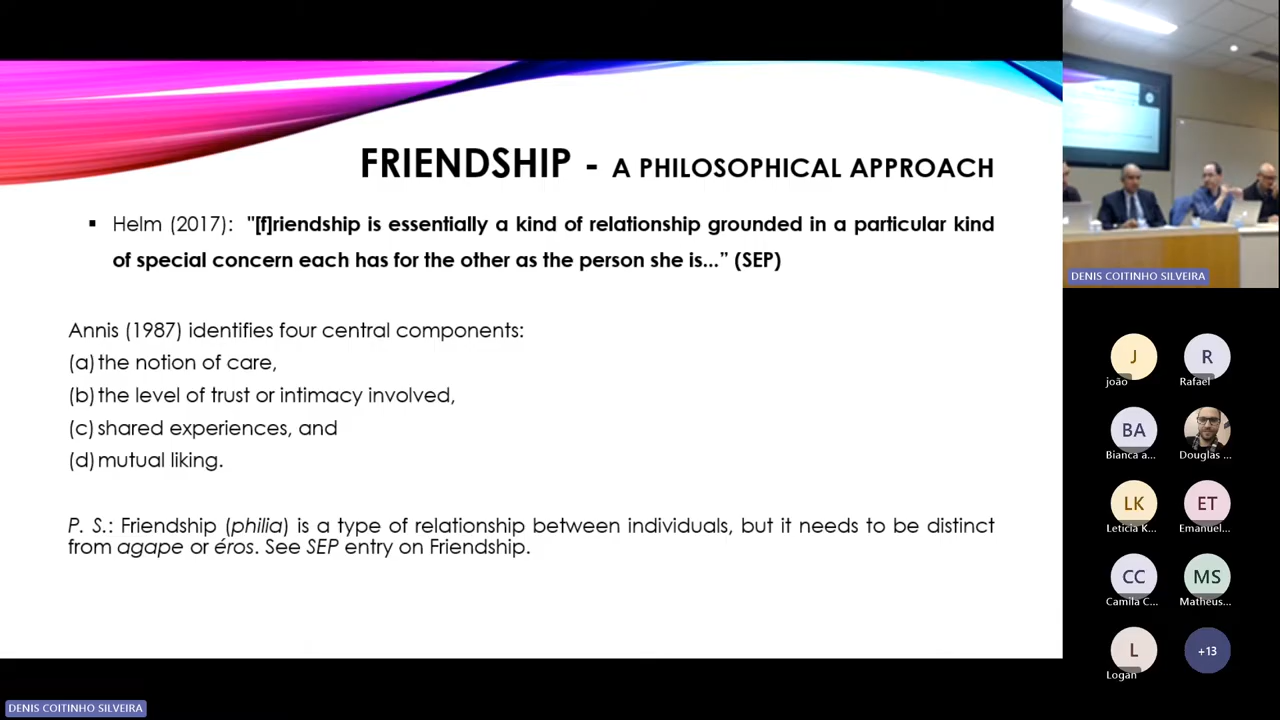 FRIENDSHIP - A PHILOSOPHICAL APPROACH
▪ Helm (2017): "[f]riendship is essentially a kind of relationship grounded in a particular kind
of special concern each has for the other as the person she is..." (SEP)
Annis (1987) identifies four central components:
(a) the notion of care,
(b) the level of trust or intimacy involved,
(c) shared experiences, and
(d) mutual liking.
P. S.: Friendship (philia) is a type of relationship between individuals, but it needs to be distinct
from agape or éros. See SEP entry on Friendship.
DENIS COITINHO SILVEIRA
DENIS COITINHO SILVEIRA
J
R
joão
Rafael
BA
Bianca a...
Douglas ...
LK
ET
Letícia K...
Emanuel...
CC
MS
Camila C...
Matheus...
L
+13
Logan